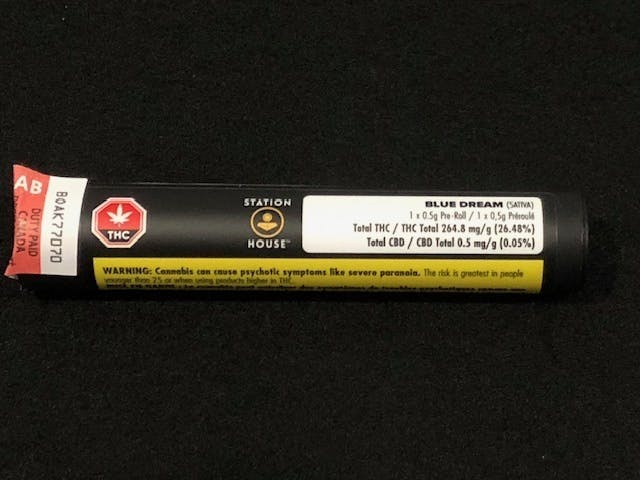 AB
DUTY PAID
CANADA
BOAK77D70
THC
STATION
HOUSE™
BLUE DREAM (SATIVA)
1 x 0.5g Pre-Roll / 1 x 0,5g Préroulé
Total THC / THC Total 264.8 mg/g (26.48%)
Total CBD / CBD Total 0.5 mg/g (0.05%)
WARNING: Cannabis can cause psychotic symptoms like severe paranoia. The risk is greatest in people
younger than 25 or when using products higher in THC.